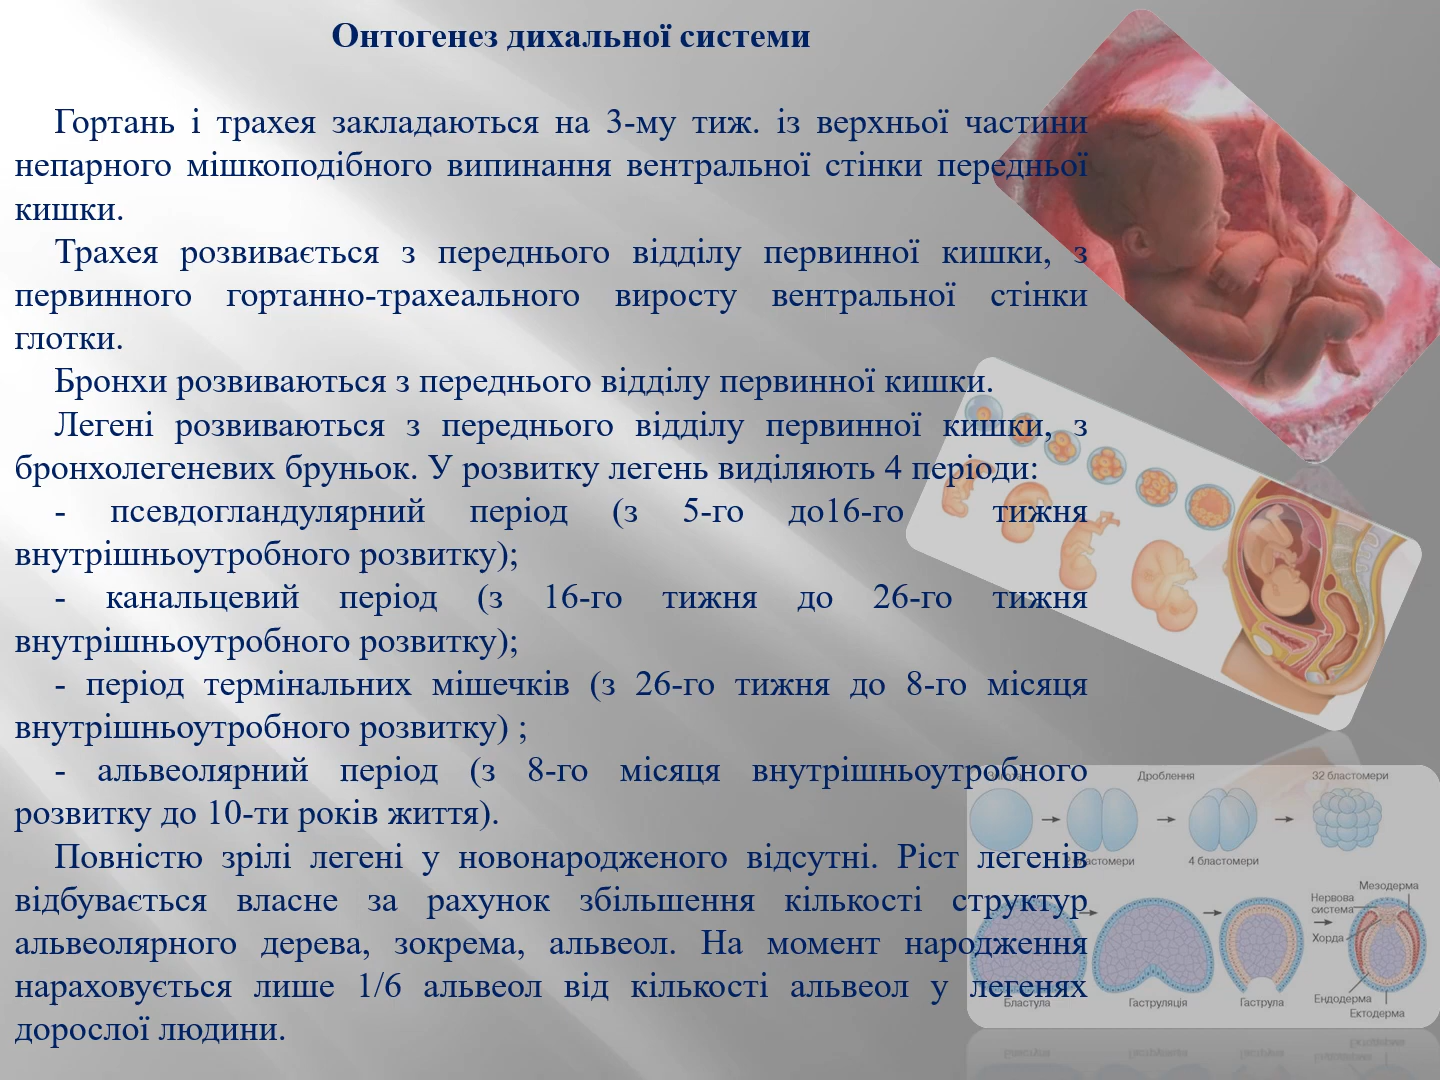 Онтогенез дихальної системи
Гортань і трахея закладаються на 3-му тиж. із верхньої частини
непарного мішкоподібного випинання вентральної стінки передньої
кишки.
Трахея розвивається з переднього відділу первинної кишки, з
первинного гортанно-трахеального виросту вентральної стінки
глотки.
Бронхи розвиваються з переднього відділу первинної кишки.
Легені розвиваються з переднього відділу первинної кишки, з
бронхолегеневих бруньок. У розвитку легень виділяють 4 періоди:
- псевдогландулярний період (з 5-го до16-го тижня
внутрішньоутробного розвитку);
- канальцевий період (з 16-го тижня до 26-го тижня
внутрішньоутробного розвитку);
- період термінальних мішечків (з 26-го тижня до 8-го місяця
внутрішньоутробного розвитку) ;
- альвеолярний період (з 8-го місяця внутрішньоутробного
розвитку до 10-ти років життя).
Повністю зрілі легені у новонародженого відсутні. Ріст легенів
відбувається власне за рахунок збільшення кількості структур
альвеолярного дерева, зокрема, альвеол. На момент народження
нараховується лише 1/6 альвеол від кількості альвеол у легенях
дорослої людини.
Дроблення
32 бластомери
бластомери
4 бластомери
Мезодерма
Нервова
система
Хорда
Бластула
Гаструляція
Гаструла
Ендодерма
Ектодерма